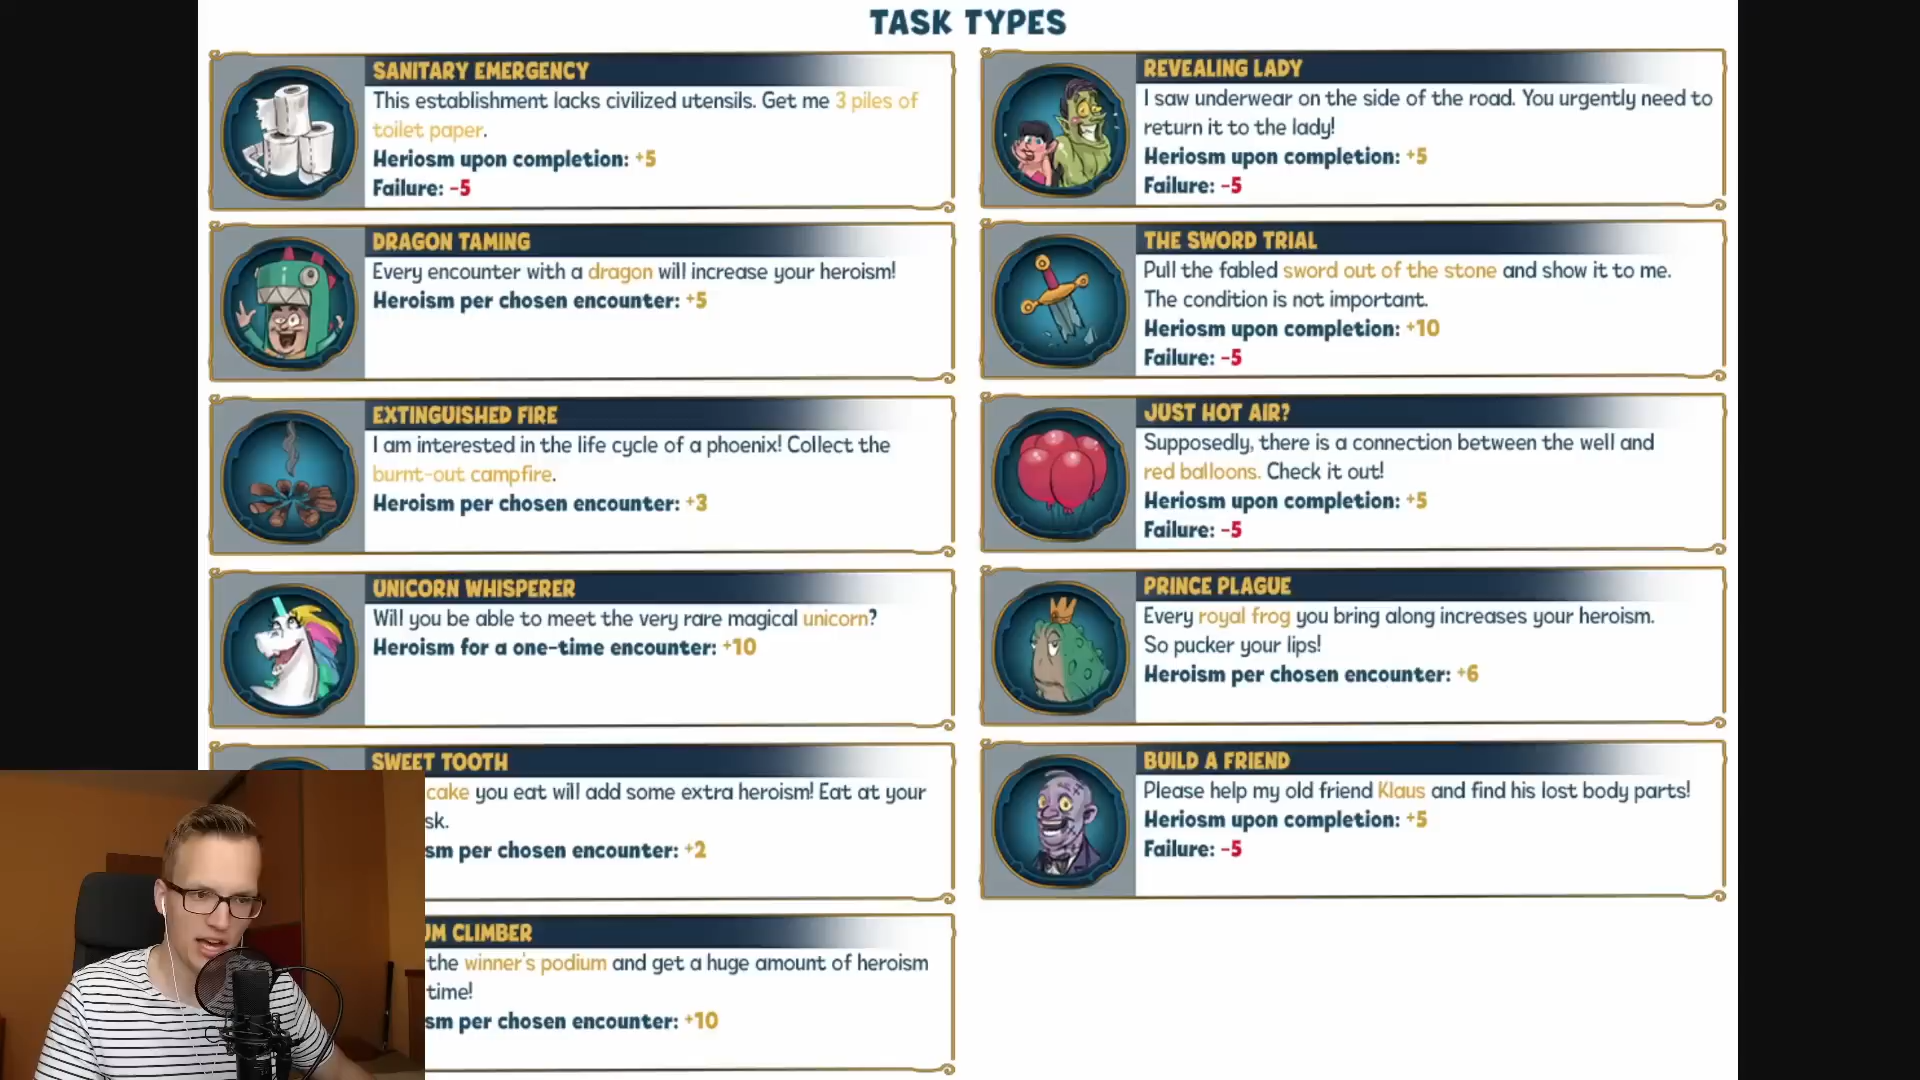 TASK TYPES
SANITARY EMERGENCY
This establishment lacks civilized utensils. Get me 3 piles of
toilet paper.
Heriosm upon completion: +5
Failure: -5
DRAGON TAMING
Every encounter with a dragon will increase your heroism!
Heroism per chosen encounter: +5
EXTINGUISHED FIRE
I am interested in the life cycle of a phoenix! Collect the
burnt-out campfire.
Heroism per chosen encounter: +3
UNICORN WHISPERER
Will you be able to meet the very rare magical unicorn?
Heroism for a one-time encounter: +10
SWEET TOOTH
cake you eat will add some extra heroism! Eat at your
sk.
sm per chosen encounter: +2
UM CLIMBER
the winner's podium and get a huge amount of heroism
time!
sm per chosen encounter: +10
REVEALING LADY
I saw underwear on the side of the road. You urgently need to
return it to the lady!
Heriosm upon completion: +5
Failure: -5
THE SWORD TRIAL
Pull the fabled sword out of the stone and show it to me.
The condition is not important.
Heriosm upon completion: +10
Failure: -5
JUST HOT AIR?
Supposedly, there is a connection between the well and
red balloons. Check it out!
Heriosm upon completion: +5
Failure: -5
PRINCE PLAGUE
Every royal frog you bring along increases your heroism.
So pucker your lips!
Heroism per chosen encounter: +6
BUILD A FRIEND
Please help my old friend Klaus and find his lost body parts!
Heriosm upon completion: +5
Failure: -5